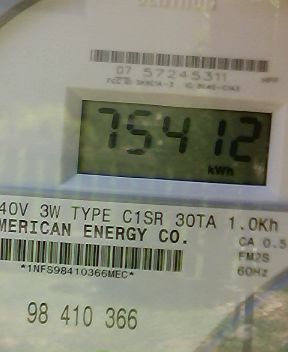 07 57245311
75412
kWh
40V 3W TYPE C1SR 30TA 1.0Kh
MERICAN ENERGY CO.
CA 0.5
FM2S
60Hz
*1NFS98410366MEC*
98 410 366